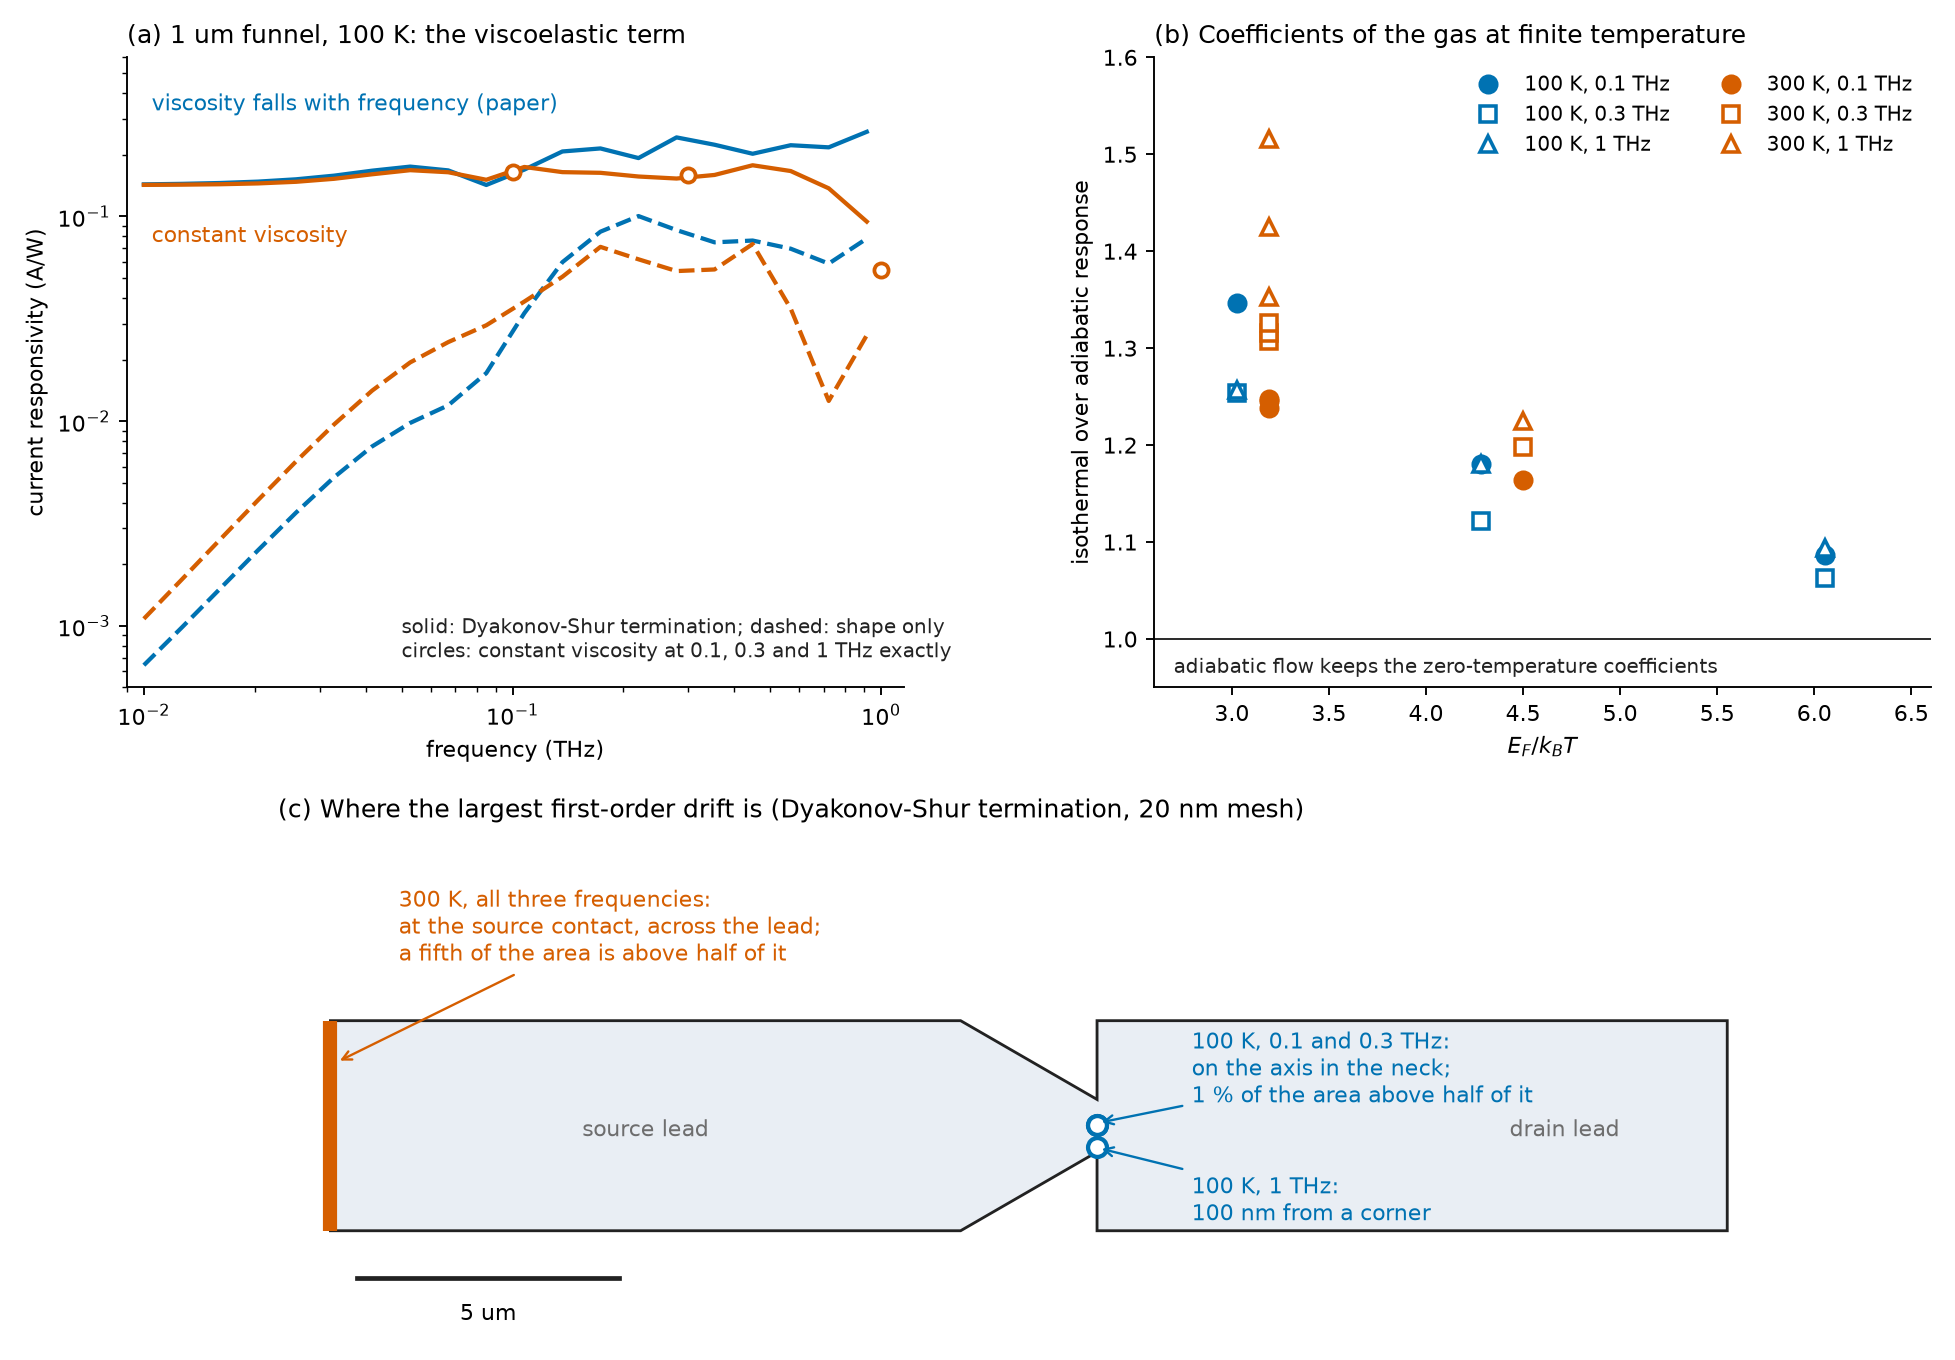 (a) 1 um funnel, 100 K: the viscoelastic term
viscosity falls with frequency (paper)
constant viscosity
solid: Dyakonov-Shur termination; dashed: shape only
circles: constant viscosity at 0.1, 0.3 and 1 THz exactly
current responsivity (A/W)
10⁻¹
10⁻²
10⁻³
10⁻² 10⁻¹ 10⁰
frequency (THz)
(b) Coefficients of the gas at finite temperature
100 K, 0.1 THz
100 K, 0.3 THz
100 K, 1 THz
300 K, 0.1 THz
300 K, 0.3 THz
300 K, 1 THz
isothermal over adiabatic response
1.6
1.5
1.4
1.3
1.2
1.1
1.0
adiabatic flow keeps the zero-temperature coefficients
3.0 3.5 4.0 4.5 5.0 5.5 6.0 6.5
E_F/k_BT
(c) Where the largest first-order drift is (Dyakonov-Shur termination, 20 nm mesh)
300 K, all three frequencies:
at the source contact, across the lead;
a fifth of the area is above half of it
100 K, 0.1 and 0.3 THz:
on the axis in the neck;
1 % of the area above half of it
source lead
drain lead
100 K, 1 THz:
100 nm from a corner
5 um